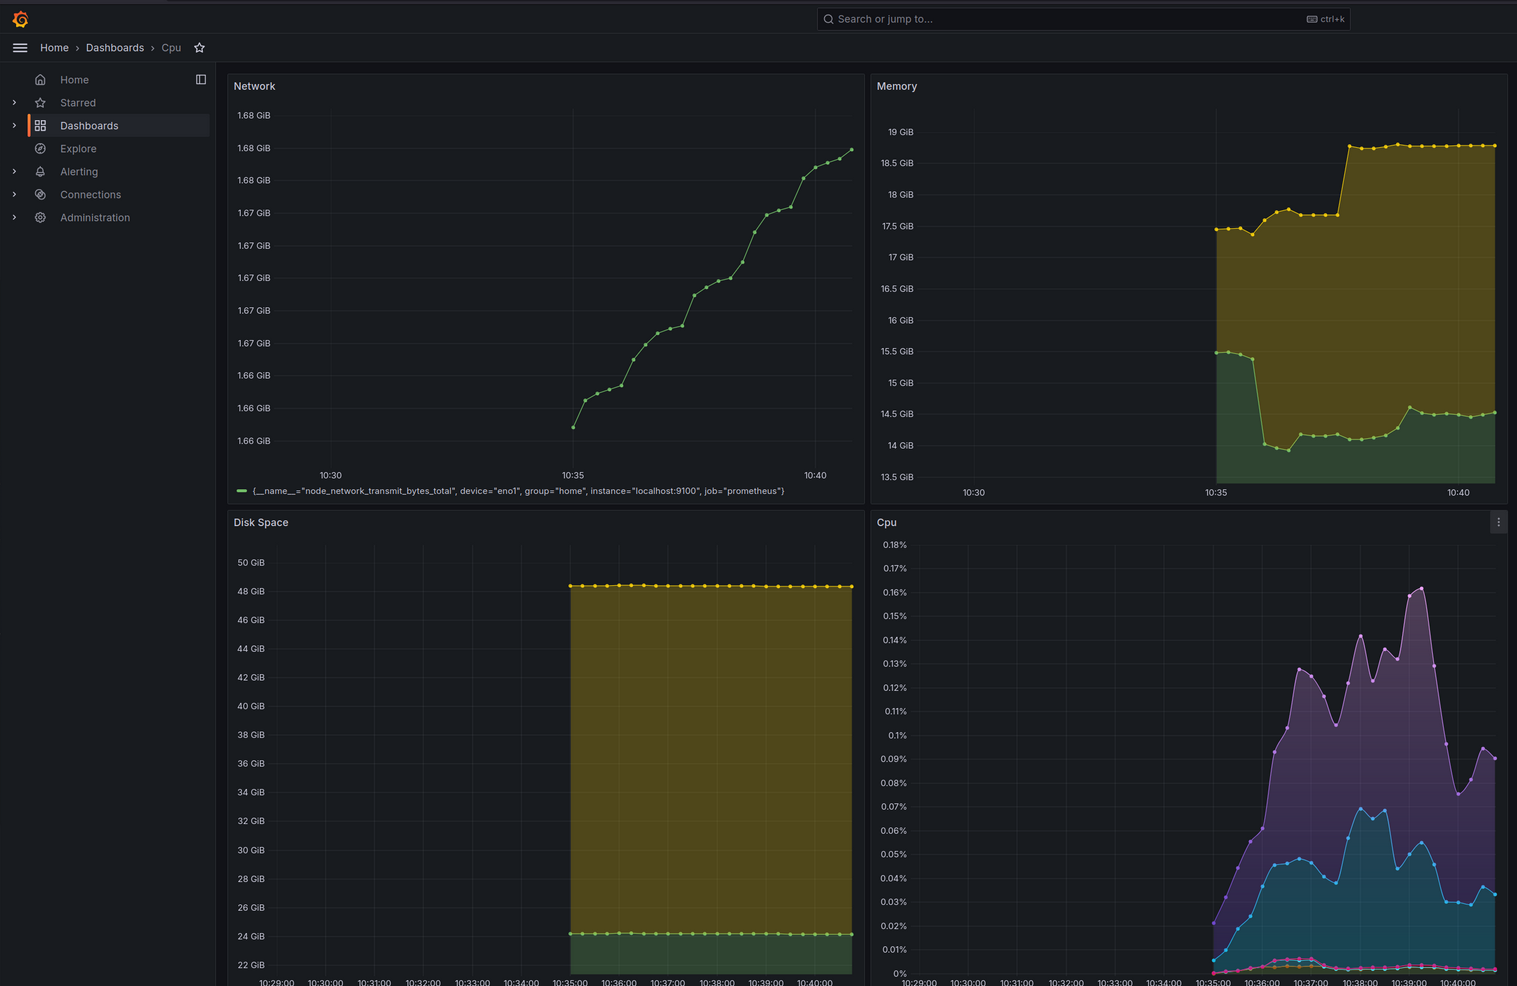 Search or jump to...
ctrl+k
Home › Dashboards › Cpu
Home
Starred
Dashboards
Explore
Alerting
Connections
Administration
Network
1.68 GiB
1.68 GiB
1.68 GiB
1.67 GiB
1.67 GiB
1.67 GiB
1.67 GiB
1.67 GiB
1.66 GiB
1.66 GiB
1.66 GiB
10:30 10:35 10:40
{__name__="node_network_transmit_bytes_total", device="eno1", group="home", instance="localhost:9100", job="prometheus"}
Memory
19 GiB
18.5 GiB
18 GiB
17.5 GiB
17 GiB
16.5 GiB
16 GiB
15.5 GiB
15 GiB
14.5 GiB
14 GiB
13.5 GiB
10:30 10:35 10:40
Disk Space
50 GiB
48 GiB
46 GiB
44 GiB
42 GiB
40 GiB
38 GiB
36 GiB
34 GiB
32 GiB
30 GiB
28 GiB
26 GiB
24 GiB
22 GiB
10:29:00 10:30:00 10:31:00 10:32:00 10:33:00 10:34:00 10:35:00 10:36:00 10:37:00 10:38:00 10:39:00 10:40:00
Cpu
0.18%
0.17%
0.16%
0.15%
0.14%
0.13%
0.12%
0.11%
0.1%
0.09%
0.08%
0.07%
0.06%
0.05%
0.04%
0.03%
0.02%
0.01%
0%
10:29:00 10:30:00 10:31:00 10:32:00 10:33:00 10:34:00 10:35:00 10:36:00 10:37:00 10:38:00 10:39:00 10:40:00